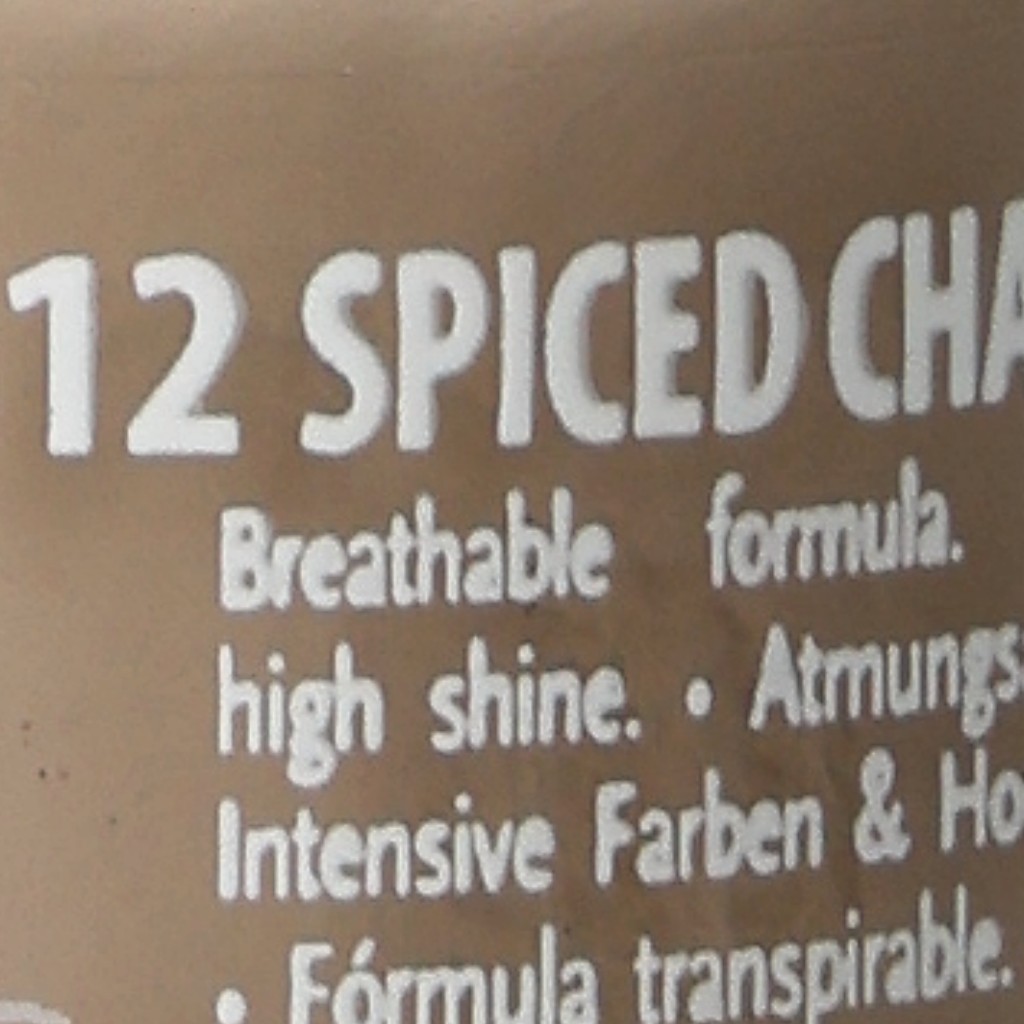 12 SPICED CHA
Breathable formula.
high shine. • Atmungs
Intensive Farben & Ho
• Fórmula transpirable.